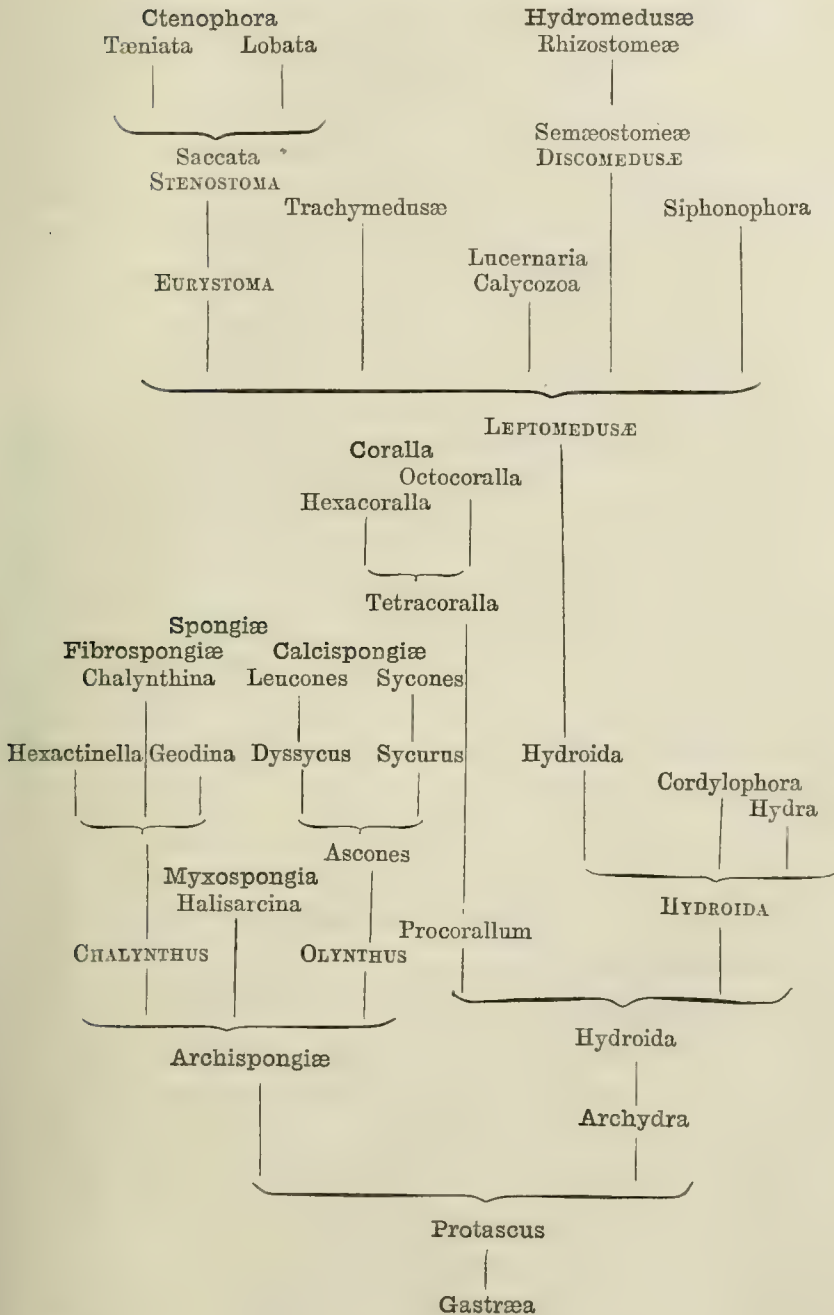 Ctenophora
Tæniata Lobata
Hydromedusæ
Rhizostomeæ
Saccata
STENOSTOMA
Semæostomeæ
DISCOMEDUSÆ
Trachymedusæ
Siphonophora
EURYSTOMA
Lucernaria
Calycozoa
LEPTOMEDUSÆ
Coralla
Octocoralla
Hexacoralla
Tetracoralla
Spongiæ
Fibrospongiæ Calcispongiæ
Chalynthina Leucones Sycones
Hexactinella Geodina Dyssycus Sycurus Hydroida
Cordylophora
Hydra
Ascones
Myxospongia
Halisarcina
HYDROIDA
Procorallum
CHALYNTHUS OLYNTHUS
Hydroida
Archispongiæ
Archydra
Protascus
Gastræa